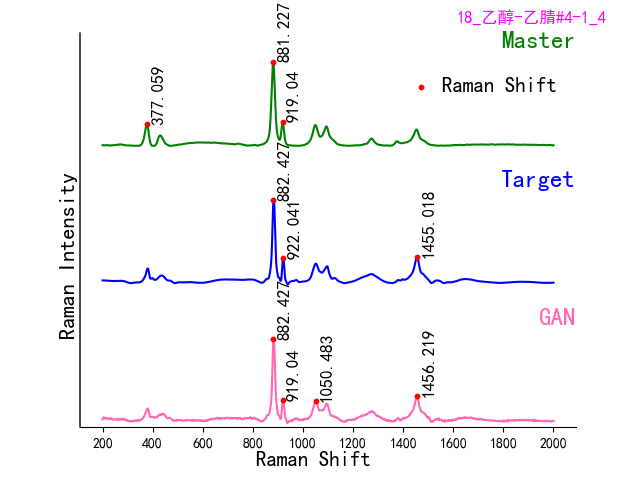 18_乙醇-乙腈#4-1_4
Master
Raman Shift
377.059
881.227
919.04
Target
882.427
922.041
1455.018
GAN
882.427
919.04
1050.483
1456.219
Raman Intensity
200 400 600 800 1000 1200 1400 1600 1800 2000
Raman Shift